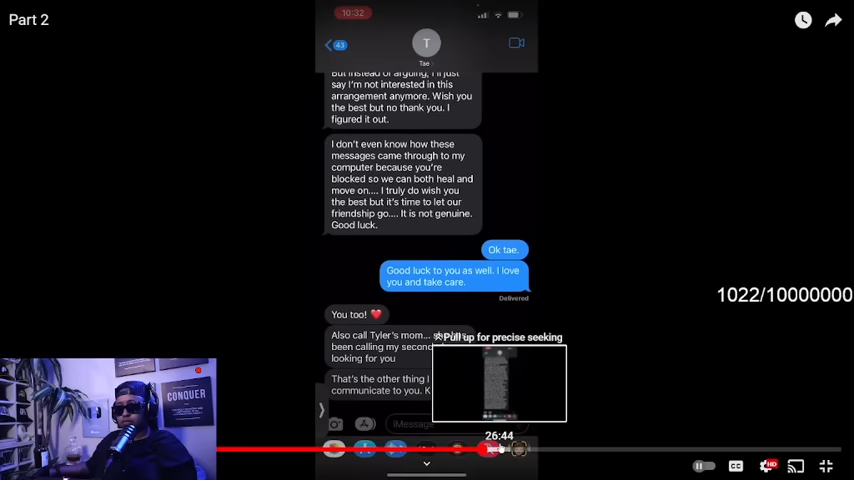 Part 2
10:32
43
T
Tae
But instead of arguing, I'll just
say I'm not interested in this
arrangement anymore. Wish you
the best but no thank you. I
figured it out.
I don't even know how these
messages came through to my
computer because you're
blocked so we can both heal and
move on.... I truly do wish you
the best but it's time to let our
friendship go.... It is not genuine.
Good luck.
Ok tae.
Good luck to you as well. I love
you and take care.
Delivered
You too! ❤️
Also call Tyler's mom... she has
been calling my second
looking for you
That's the other thing I
communicate to you. K
iMessage
Pull up for precise seeking
26:44
1022/10000000
CONQUER
CC
HD